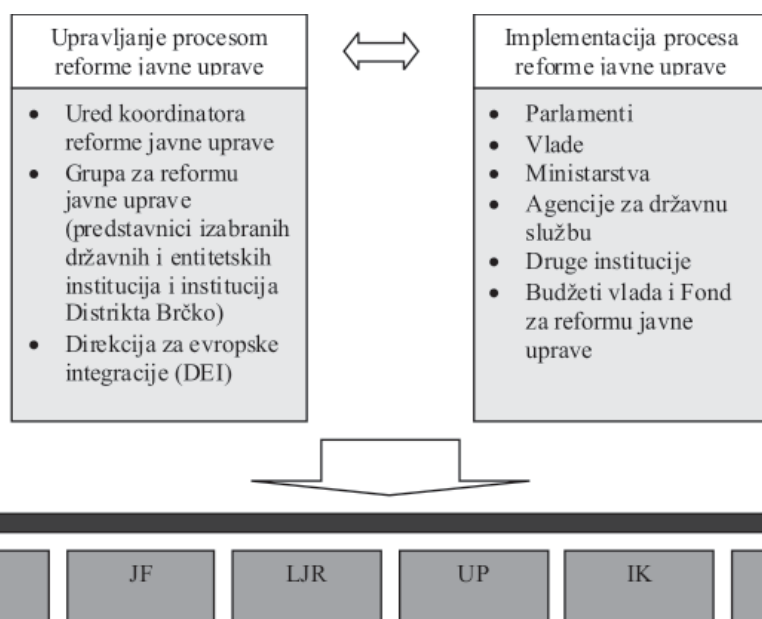 Upravljanje procesom
reforme javne uprave
• Ured koordinatora
reforme javne uprave
• Grupa za reformu
javne uprave
(predstavnici izabranih
državnih i entitetskih
institucija i institucija
Distrikta Brčko)
• Direkcija za evropske
integracije (DEI)
Implementacija procesa
reforme javne uprave
• Parlamenti
• Vlade
• Ministarstva
• Agencije za državnu
službu
• Druge institucije
• Budžeti vlada i Fond
za reformu javne
uprave
JF
LJR
UP
IK